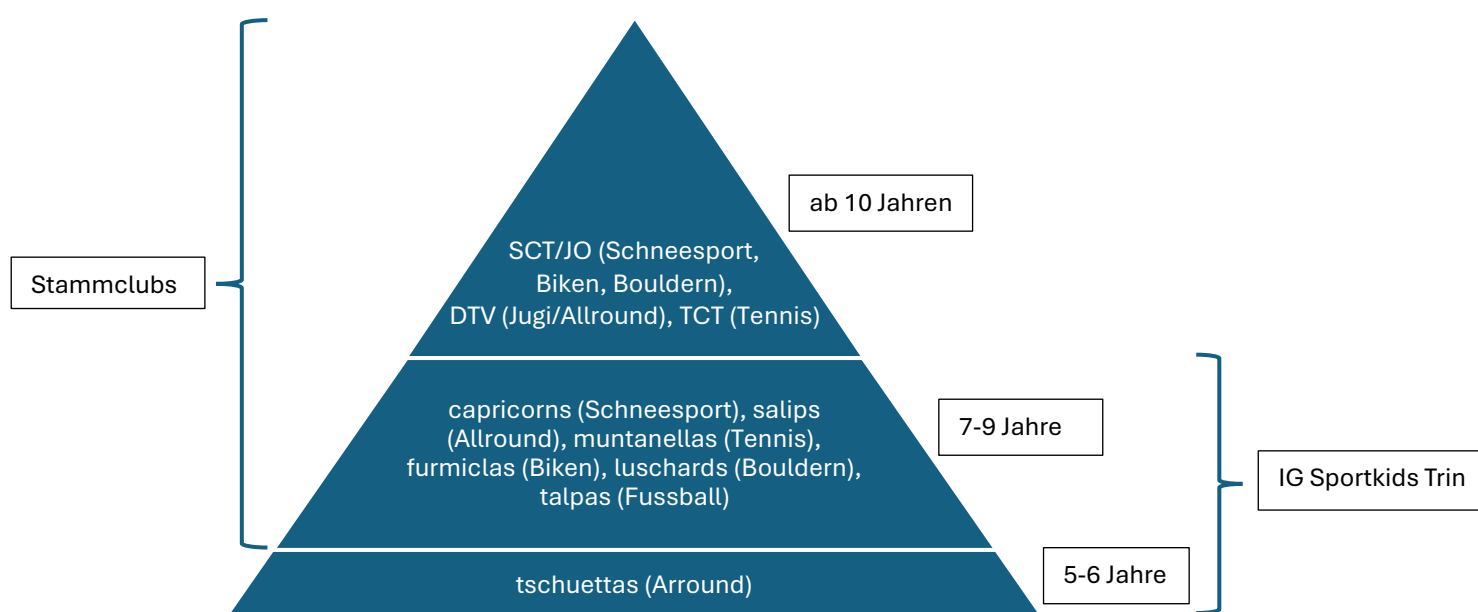 ab 10 Jahren
SCT/JO (Schneesport,
Biken, Bouldern),
DTV (Jugi/Allround), TCT (Tennis)
Stammclubs
capricorns (Schneesport), salips
(Allround), muntanellas (Tennis),
furmiclas (Biken), luschards (Bouldern),
talpas (Fussball)
7-9 Jahre
IG Sportkids Trin
tschuettas (Arround)
5-6 Jahre